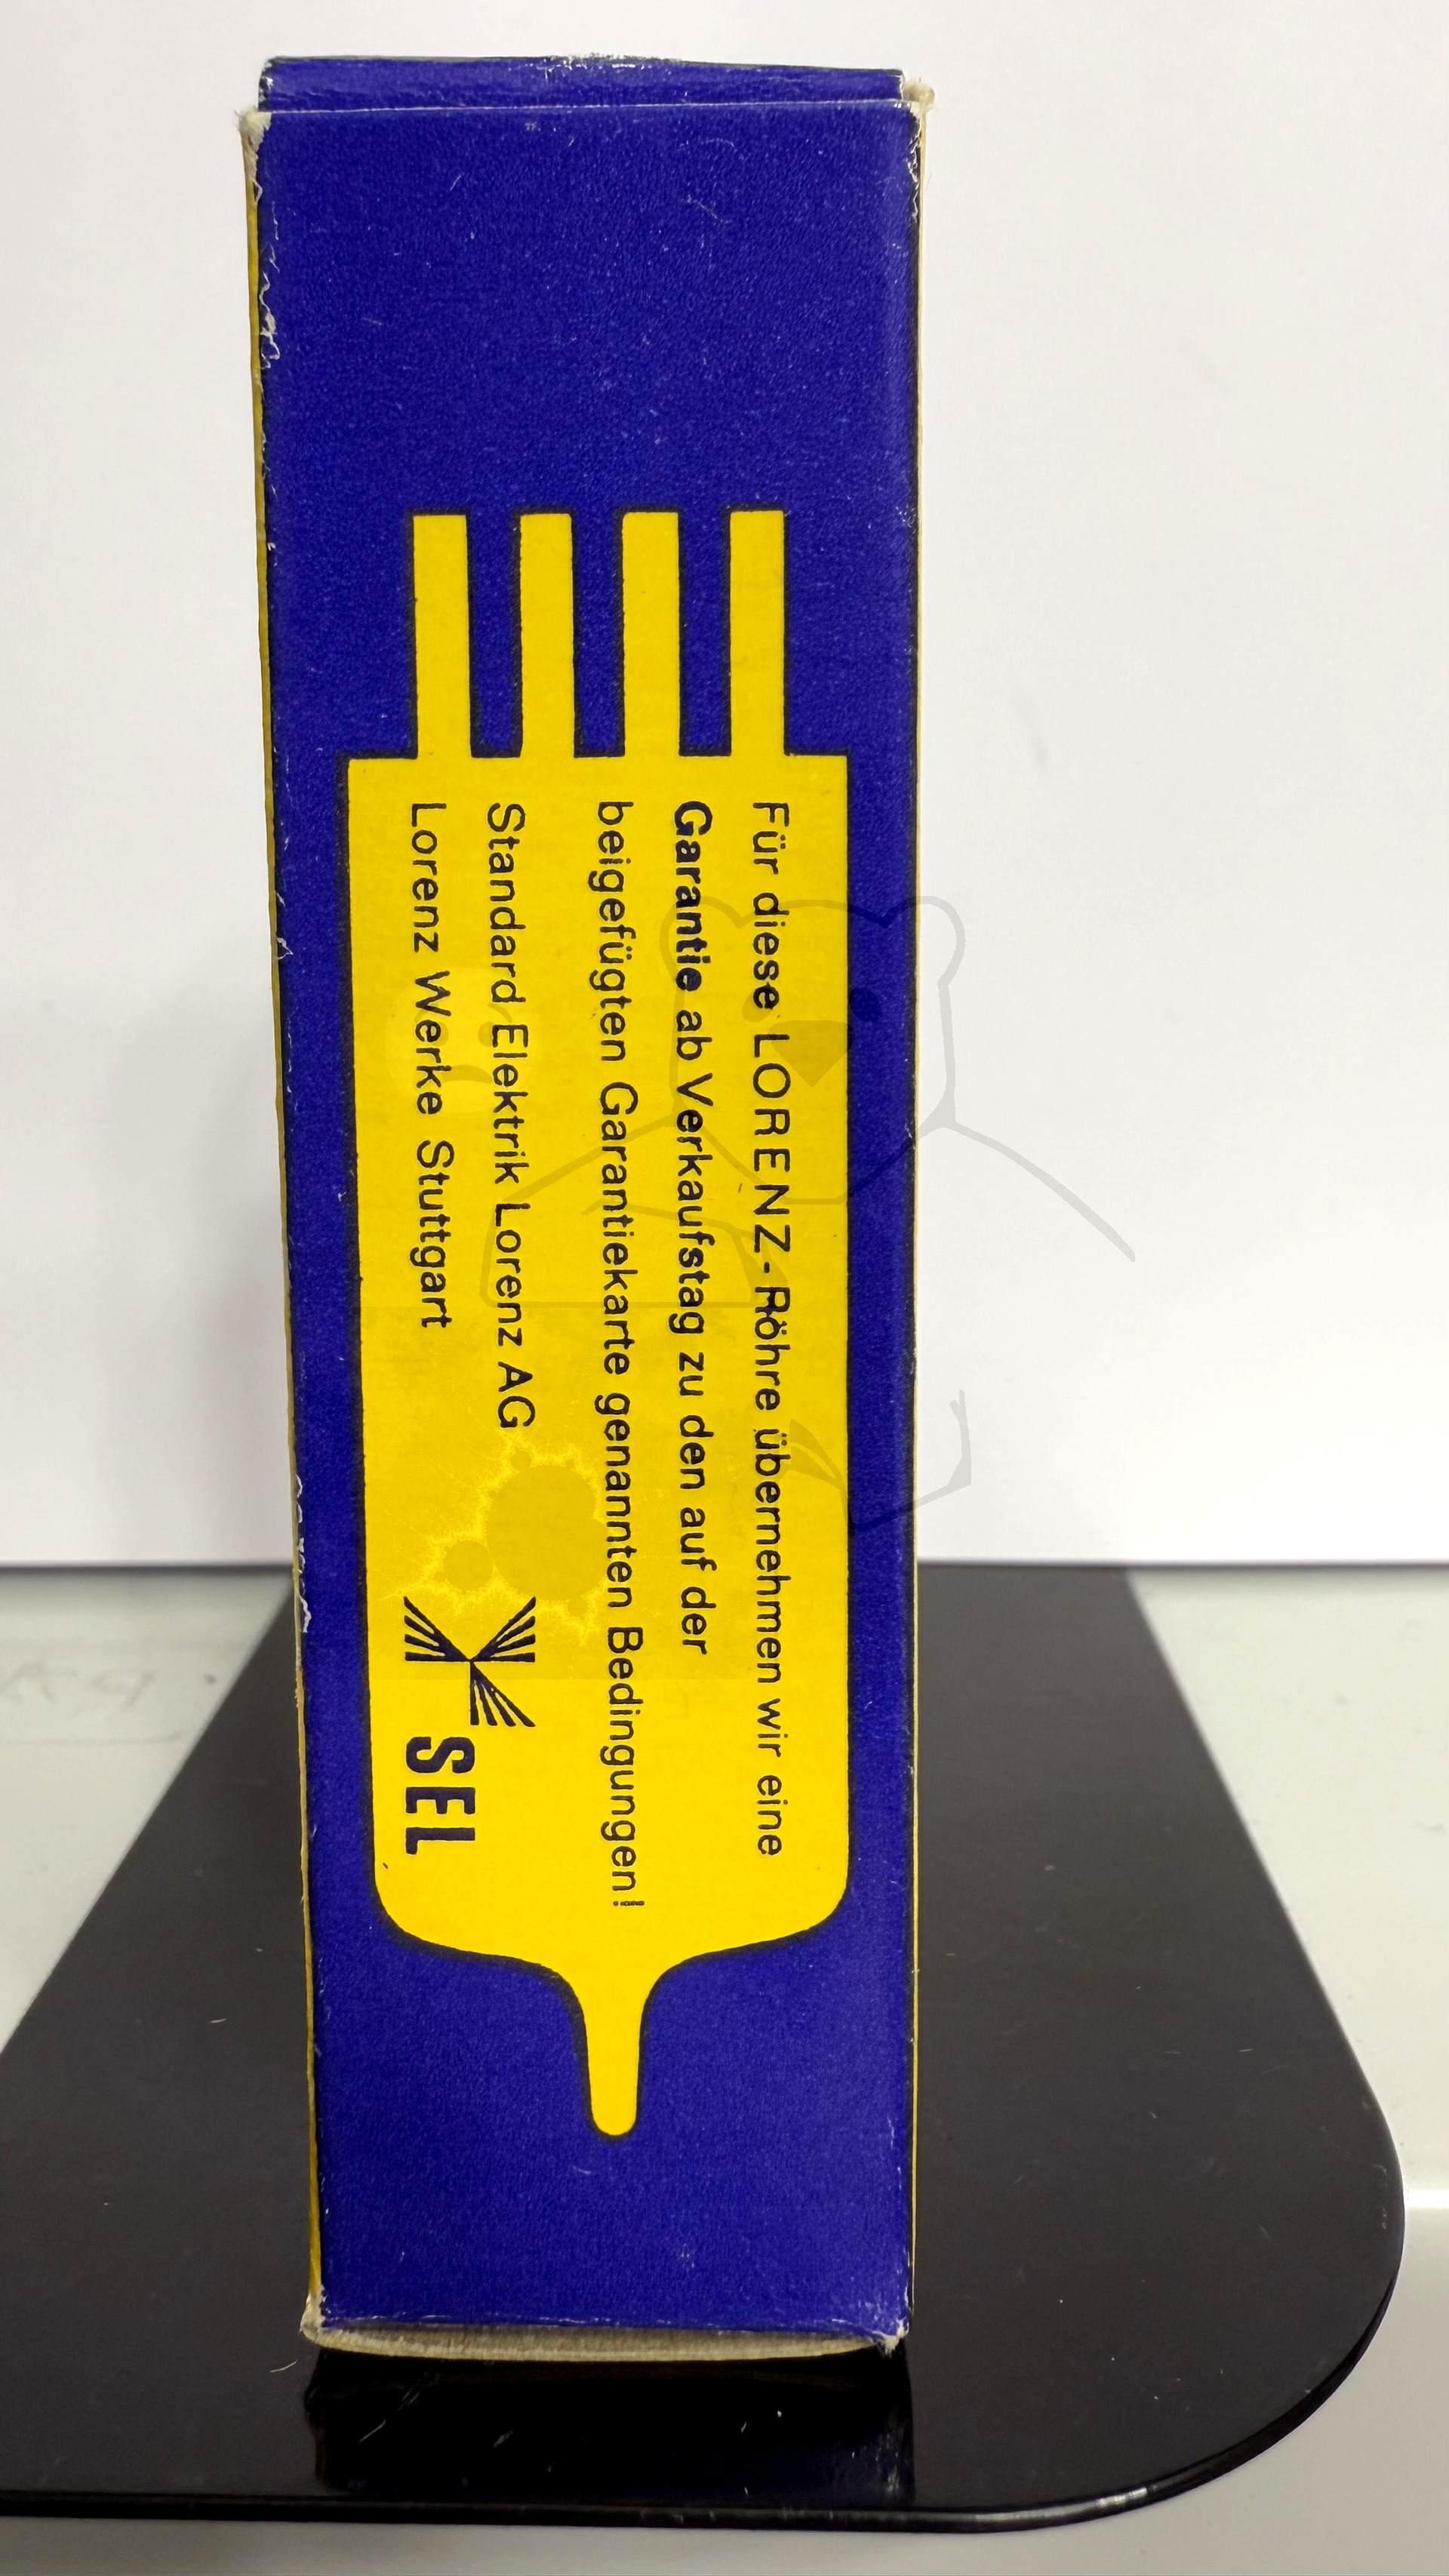 Für diese LORENZ-Röhre übernehmen wir eine
Garantie ab Verkaufstag zu den auf der
beigefügten Garantiekarte genannten Bedingungen!
Standard Elektrik Lorenz AG
Lorenz Werke Stuttgart
SEL